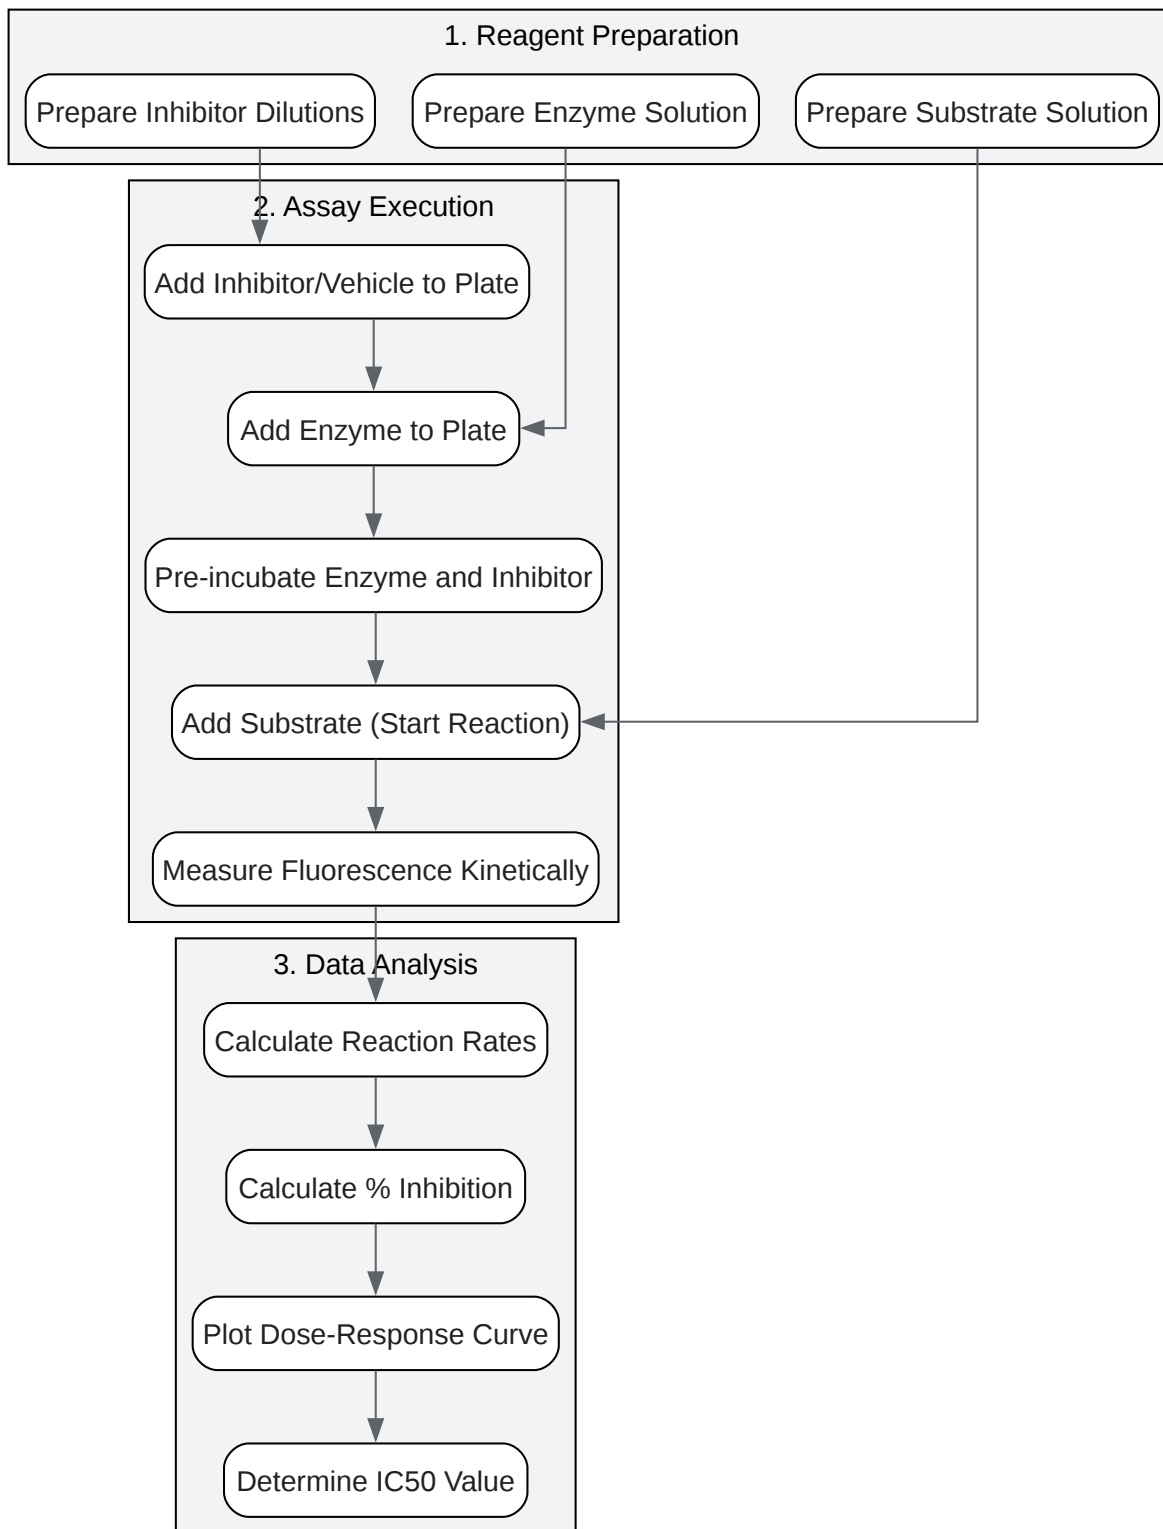 1. Reagent Preparation
Prepare Inhibitor Dilutions
Prepare Enzyme Solution
Prepare Substrate Solution
2. Assay Execution
Add Inhibitor/Vehicle to Plate
Add Enzyme to Plate
Pre-incubate Enzyme and Inhibitor
Add Substrate (Start Reaction)
Measure Fluorescence Kinetically
3. Data Analysis
Calculate Reaction Rates
Calculate % Inhibition
Plot Dose-Response Curve
Determine IC50 Value